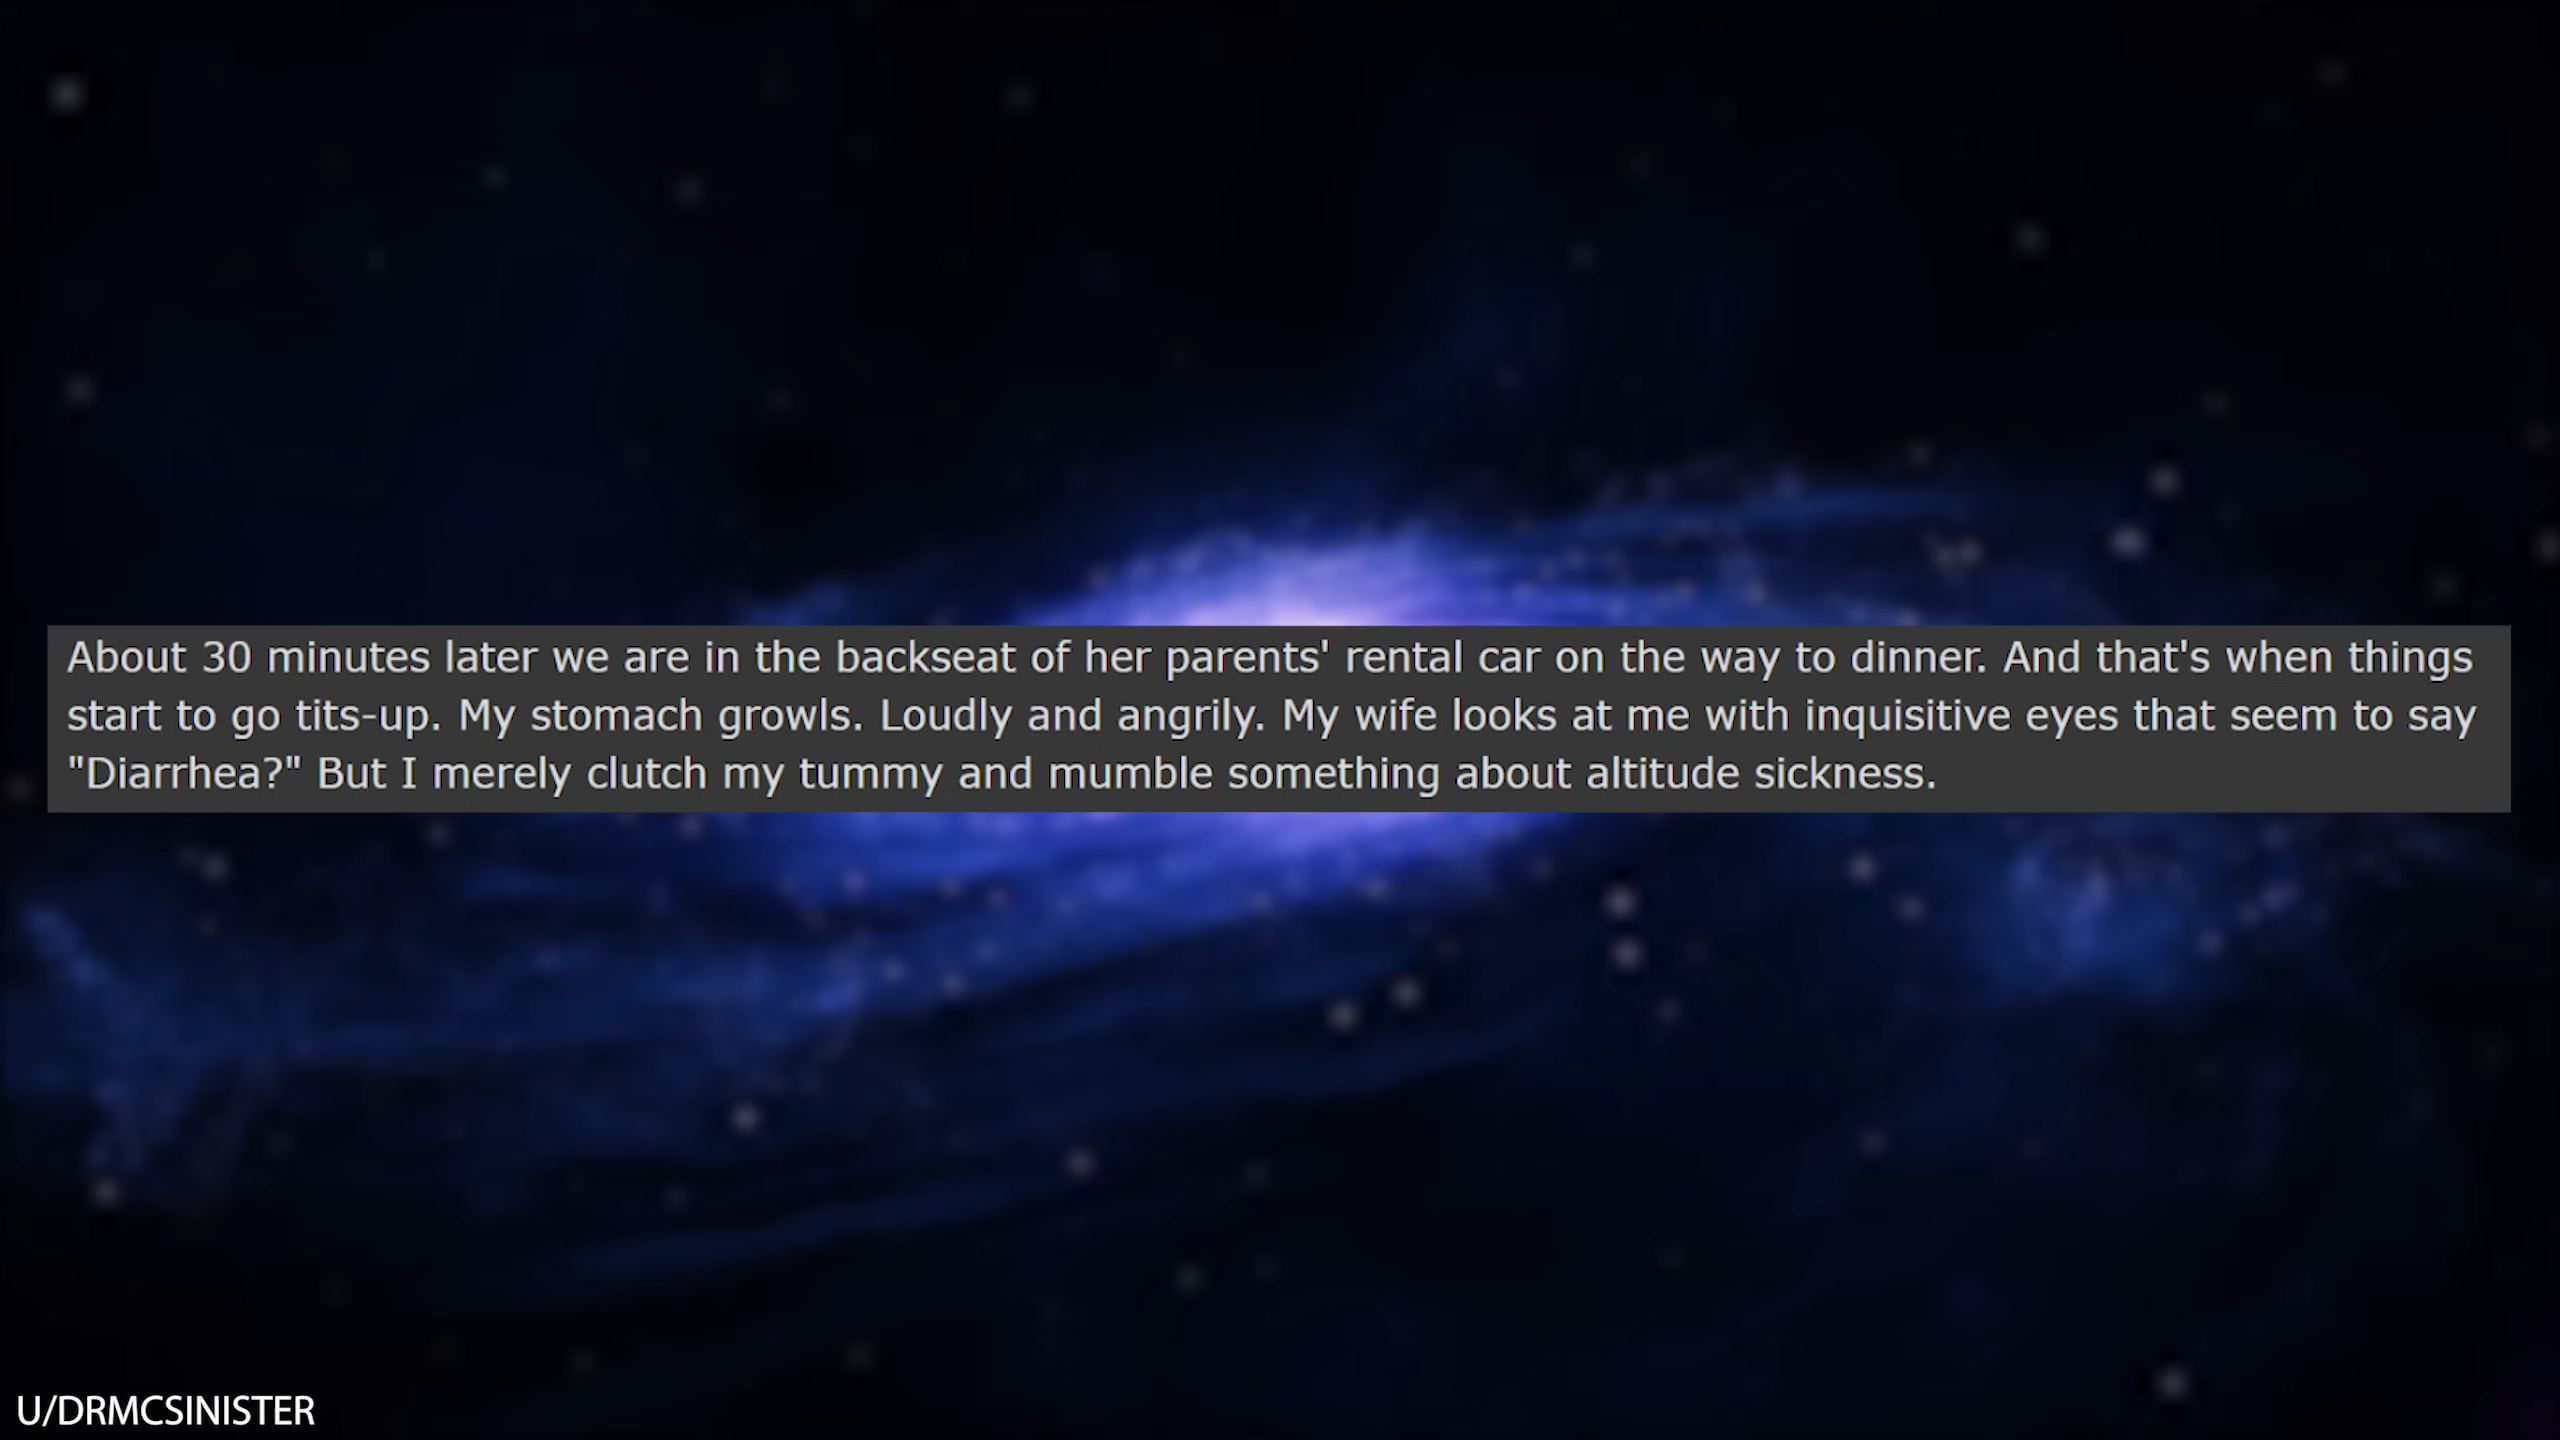 About 30 minutes later we are in the backseat of her parents' rental car on the way to dinner. And that's when things
start to go tits-up. My stomach growls. Loudly and angrily. My wife looks at me with inquisitive eyes that seem to say
"Diarrhea?" But I merely clutch my tummy and mumble something about altitude sickness.
U/DRMCSINISTER